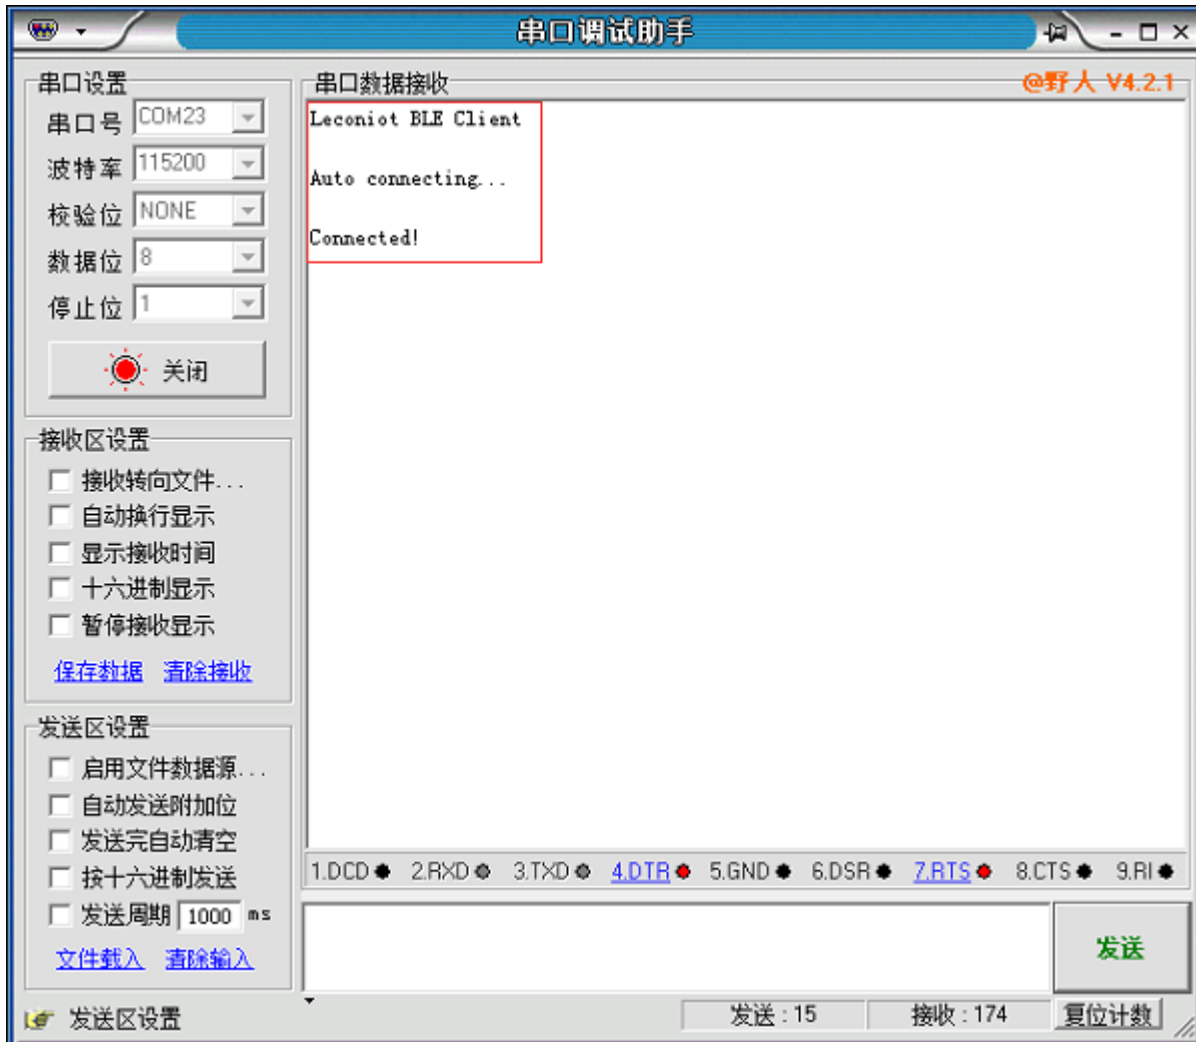 串口调试助手
串口设置
串口号 COM23
波特率 115200
校验位 NONE
数据位 8
停止位 1
关闭
接收区设置
接收转向文件...
自动换行显示
显示接收时间
十六进制显示
暂停接收显示
保存数据 清除接收
发送区设置
启用文件数据源...
自动发送附加位
发送完自动清空
按十六进制发送
发送周期 1000 ms
文件载入 清除输入
串口数据接收
@野人 V4.2.1
Leconiot BLE Client
Auto connecting...
Connected!
1.DCD 2.RXD 3.TXD 4.DTR 5.GND 6.DSR 7.RTS 8.CTS 9.RI
发送
发送区设置
发送 : 15
接收 : 174
复位计数